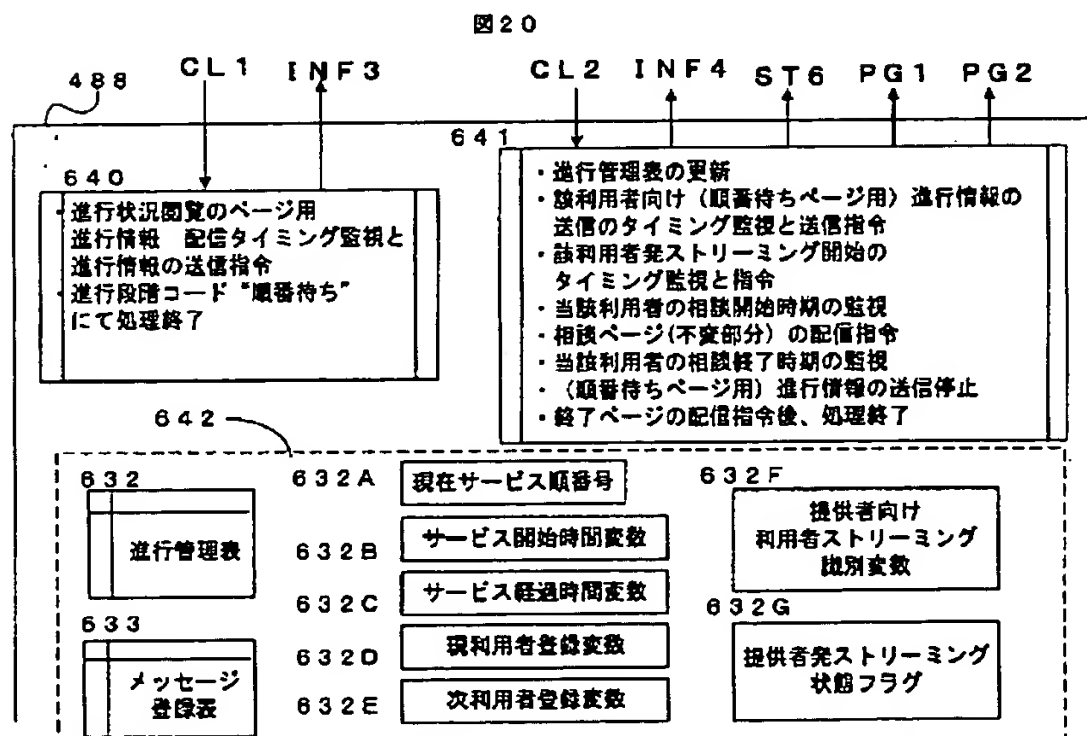 図20
CL1 INF3 CL2 INF4 ST6 PG1 PG2
488
641
・進行管理表の更新
・該利用者向け（順番待ちページ用）進行情報の
送信のタイミング監視と送信指令
・該利用者発ストリーミング開始の
タイミング監視と指令
・当該利用者の相談開始時期の監視
・相談ページ(不変部分）の配信指令
・当該利用者の相談終了時期の監視
・（順番待ちページ用）進行情報の送信停止
・終了ページの配信指令後、処理終了
640
・進行状況閲覧のページ用
進行情報 配信タイミング監視と
進行情報の送信指令
・進行段階コード“順番待ち”
にて処理終了
642
632
進行管理表
633
メッセージ
登録表
632A 現在サービス順番号
632B サービス開始時間変数
632C サービス経過時間変数
632D 現利用者登録変数
632E 次利用者登録変数
632F
提供者向け
利用者ストリーミング
識別変数
632G
提供者発ストリーミング
状態フラグ